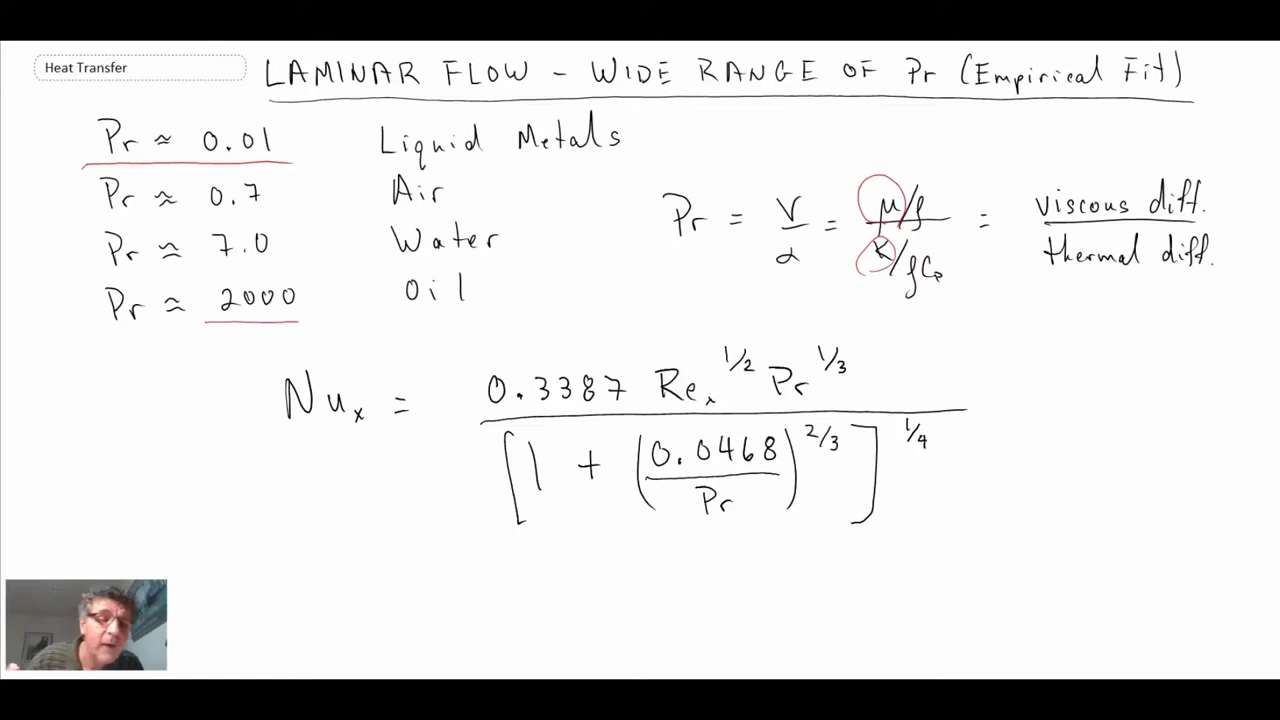 Heat Transfer
LAMINAR FLOW - WIDE RANGE OF Pr (Empirical Fit)
Pr ≈ 0.01 Liquid Metals
Pr ≈ 0.7 Air
Pr ≈ 7.0 Water
Pr ≈ 2000 Oil
Pr = ν/α = (μ/ρ)/(k/ρCp) = viscous diff. / thermal diff.
Nu_x = 0.3387 Re_x^1/2 Pr^1/3 / [1 + (0.0468/Pr)^2/3]^1/4